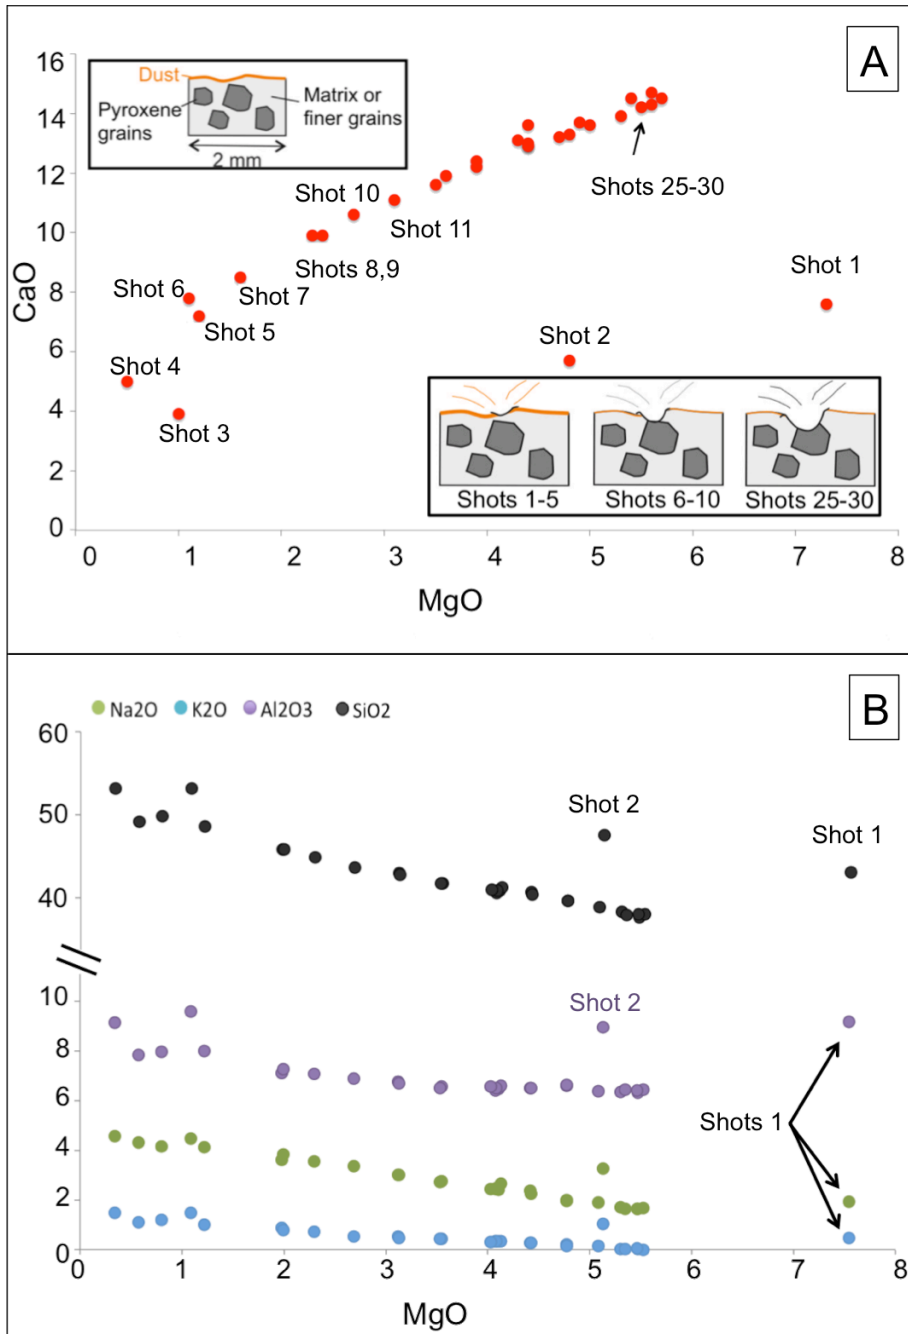 A
16
14
12
10
8
6
4
2
0
CaO
Dust
Pyroxene
grains
Matrix or
finer grains
2 mm
Shots 25-30
Shot 10
Shot 11
Shots 8,9
Shot 6
Shot 7
Shot 5
Shot 4
Shot 3
Shot 1
Shot 2
Shots 1-5
Shots 6-10
Shots 25-30
0 1 2 3 4 5 6 7 8
MgO
B
Na2O K2O Al2O3 SiO2
60
50
40
10
8
6
4
2
0
Shot 2
Shot 1
Shot 2
Shots 1
0 1 2 3 4 5 6 7 8
MgO